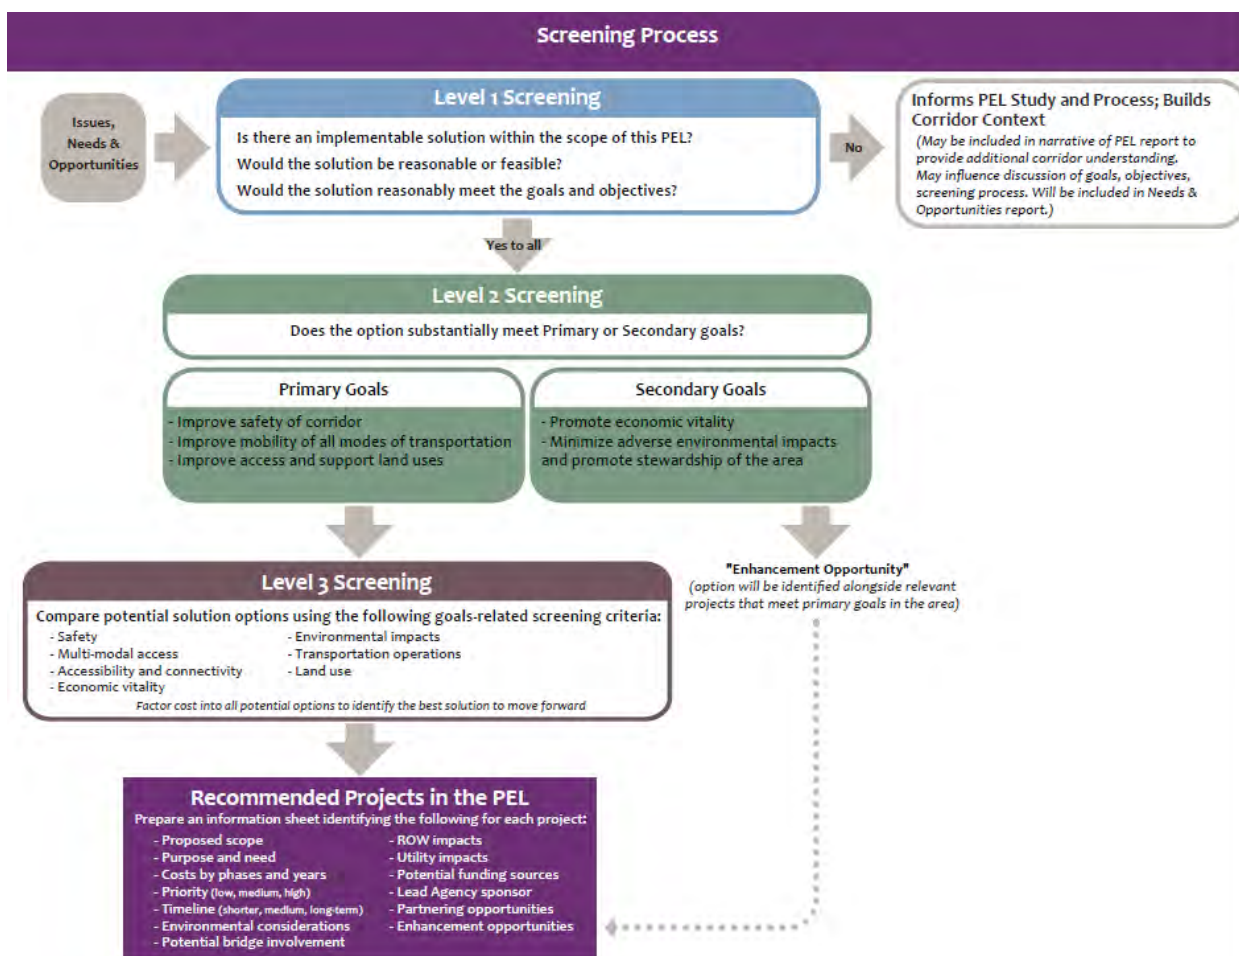 Screening Process
Issues,
Needs &
Opportunities
Level 1 Screening
Is there an implementable solution within the scope of this PEL?
Would the solution be reasonable or feasible?
Would the solution reasonably meet the goals and objectives?
No
Informs PEL Study and Process; Builds
Corridor Context
(May be included in narrative of PEL report to
provide additional corridor understanding.
May influence discussion of goals, objectives,
screening process. Will be included in Needs &
Opportunities report.)
Yes to all
Level 2 Screening
Does the option substantially meet Primary or Secondary goals?
Primary Goals
- Improve safety of corridor
- Improve mobility of all modes of transportation
- Improve access and support land uses
Secondary Goals
- Promote economic vitality
- Minimize adverse environmental impacts
and promote stewardship of the area
"Enhancement Opportunity"
(option will be identified alongside relevant
projects that meet primary goals in the area)
Level 3 Screening
Compare potential solution options using the following goals-related screening criteria:
- Safety
- Multi-modal access
- Accessibility and connectivity
- Economic vitality
- Environmental impacts
- Transportation operations
- Land use
Factor cost into all potential options to identify the best solution to move forward
Recommended Projects in the PEL
Prepare an information sheet identifying the following for each project:
- Proposed scope
- Purpose and need
- Costs by phases and years
- Priority (low, medium, high)
- Timeline (shorter, medium, long-term)
- Environmental considerations
- Potential bridge involvement
- ROW impacts
- Utility impacts
- Potential funding sources
- Lead Agency sponsor
- Partnering opportunities
- Enhancement opportunities